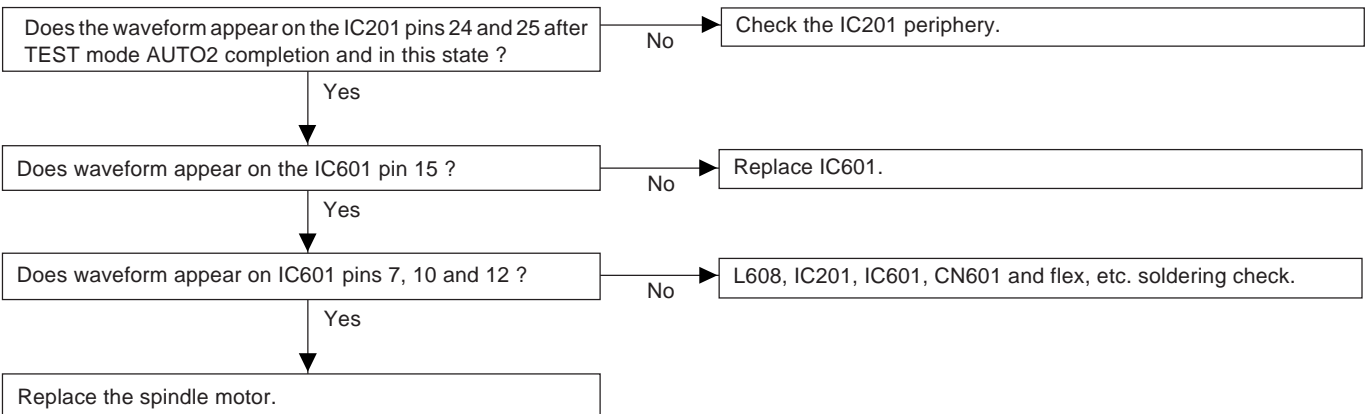 Does the waveform appear on the IC201 pins 24 and 25 after
TEST mode AUTO2 completion and in this state ?
No
Check the IC201 periphery.
Yes
Does waveform appear on the IC601 pin 15 ?
No
Replace IC601.
Yes
Does waveform appear on IC601 pins 7, 10 and 12 ?
No
L608, IC201, IC601, CN601 and flex, etc. soldering check.
Yes
Replace the spindle motor.